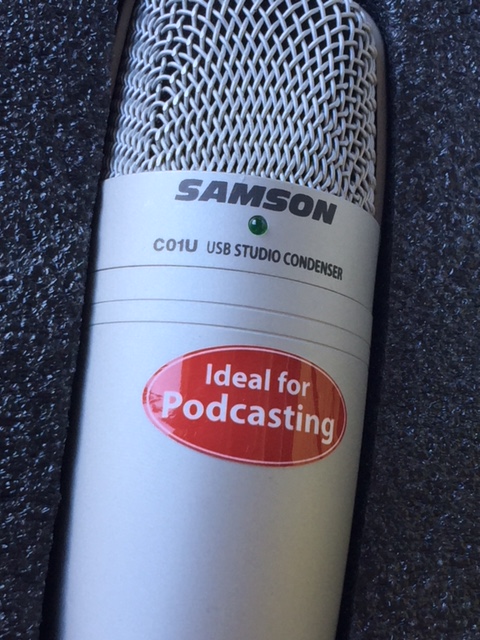 SAMSON
C01U USB STUDIO CONDENSER
Ideal for
Podcasting